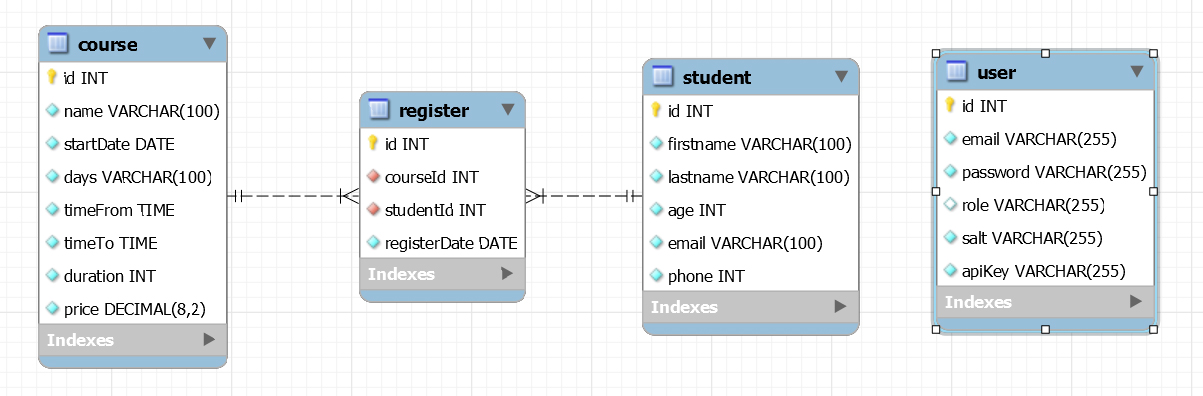 course
id INT
name VARCHAR(100)
startDate DATE
days VARCHAR(100)
timeFrom TIME
timeTo TIME
duration INT
price DECIMAL(8,2)
Indexes
register
id INT
courseId INT
studentId INT
registerDate DATE
Indexes
student
id INT
firstname VARCHAR(100)
lastname VARCHAR(100)
age INT
email VARCHAR(100)
phone INT
Indexes
user
id INT
email VARCHAR(255)
password VARCHAR(255)
role VARCHAR(255)
salt VARCHAR(255)
apiKey VARCHAR(255)
Indexes